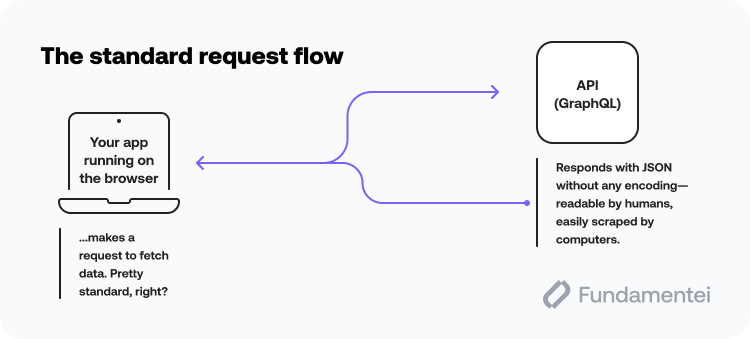 The standard request flow
Your app
running on
the browser
...makes a
request to fetch
data. Pretty
standard, right?
API
(GraphQL)
Responds with JSON
without any encoding—
readable by humans,
easily scraped by
computers.
Fundamentei